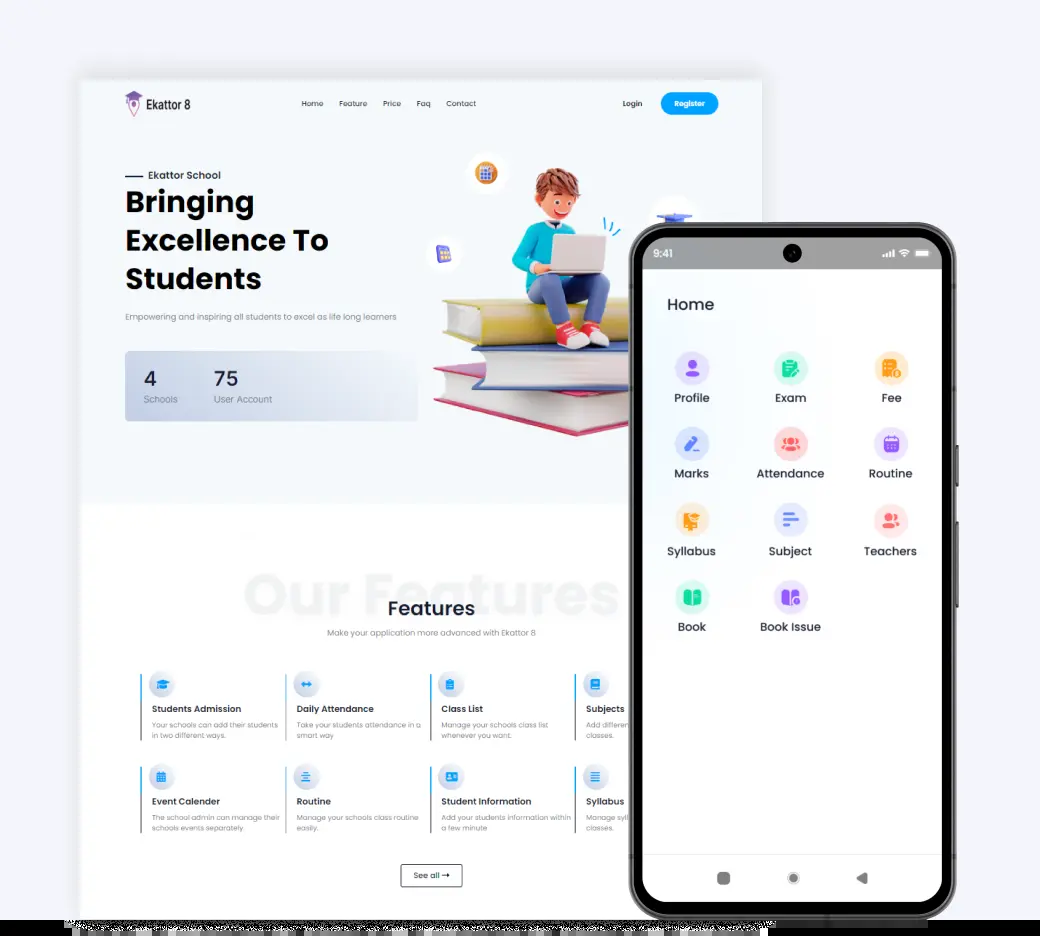 Ekattor 8
Home Feature Price Faq Contact
Login Register
Ekattor School
Bringing
Excellence To
Students
Empowering and inspiring all students to excel as life long learners
4 75
Schools User Account
Our Features
Features
Make your application more advanced with Ekattor 8
Students Admission
Your schools can add their students
in two different ways.
Daily Attendance
Take your students attendance in a
smart way
Class List
Manage your schools class list
whenever you want.
Subjects
Add differen
classes.
Event Calender
The school admin can manage their
schools events separately
Routine
Manage your schools class routine
easily.
Student Information
Add your students information within
a few minute
Syllabus
Manage syll
classes.
See all
9:41
Home
Profile Exam Fee
Marks Attendance Routine
Syllabus Subject Teachers
Book Book Issue